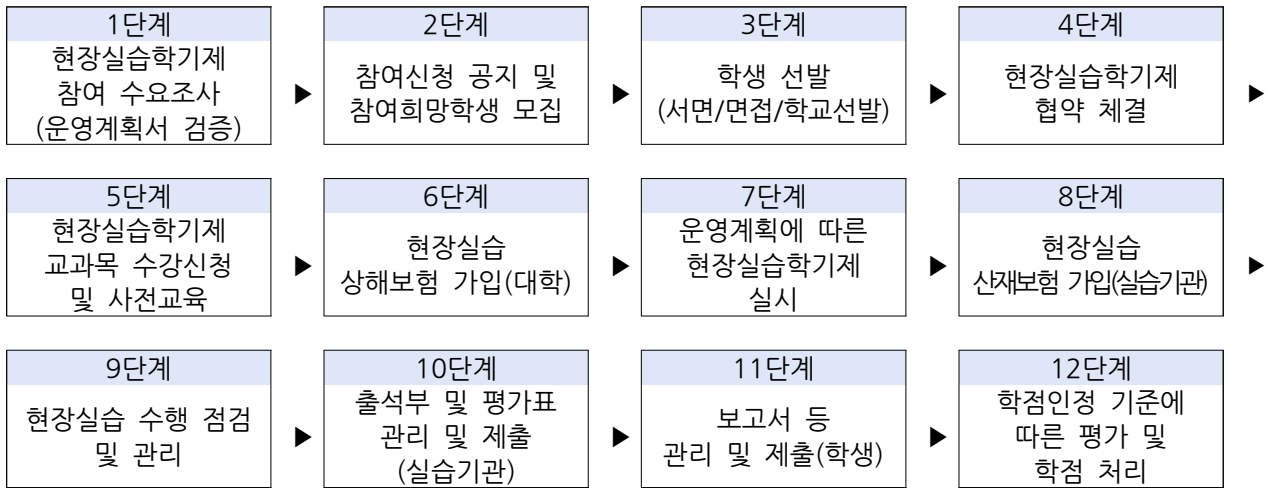 1단계
현장실습학기제
참여 수요조사
(운영계획서 검증)
▶
2단계
참여신청 공지 및
참여희망학생 모집
▶
3단계
학생 선발
(서면/면접/학교선발)
▶
4단계
현장실습학기제
협약 체결
▶
5단계
현장실습학기제
교과목 수강신청
및 사전교육
▶
6단계
현장실습
상해보험 가입(대학)
▶
7단계
운영계획에 따른
현장실습학기제
실시
▶
8단계
현장실습
산재보험 가입(실습기관)
▶
9단계
현장실습 수행 점검
및 관리
▶
10단계
출석부 및 평가표
관리 및 제출
(실습기관)
▶
11단계
보고서 등
관리 및 제출(학생)
▶
12단계
학점인정 기준에
따른 평가 및
학점 처리